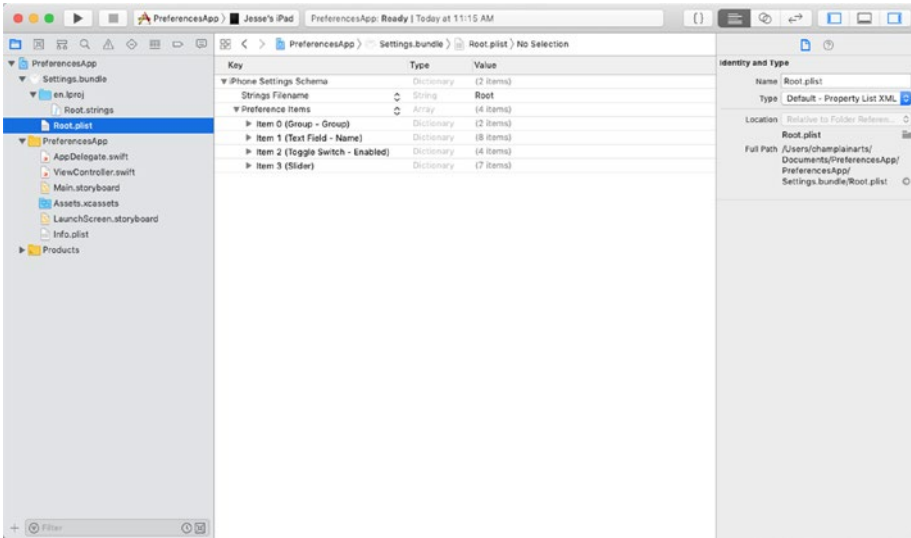 PreferencesApp Jesse's iPad PreferencesApp: Ready | Today at 11:15 AM
PreferencesApp Settings.bundle Root.plist No Selection
PreferencesApp
Settings.bundle
en.lproj
Root.strings
Root.plist
PreferencesApp
AppDelegate.swift
ViewController.swift
Main.storyboard
Assets.xcassets
LaunchScreen.storyboard
Info.plist
Products
Filter
Key Type Value
iPhone Settings Schema Dictionary (2 items)
Strings Filename String Root
Preference Items Array (4 items)
Item 0 (Group - Group) Dictionary (2 items)
Item 1 (Text Field - Name) Dictionary (8 items)
Item 2 (Toggle Switch - Enabled) Dictionary (4 items)
Item 3 (Slider) Dictionary (7 items)
Identity and Type
Name Root.plist
Type Default - Property List XML
Location Relative to Folder Referen...
Root.plist
Full Path /Users/champlainarts/
Documents/PreferencesApp/
PreferencesApp/
Settings.bundle/Root.plist